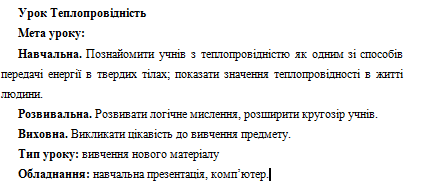 Урок Теплопровідність
Мета уроку:
Навчальна. Познайомити учнів з теплопровідністю як одним зі способів
передачі енергії в твердих тілах; показати значення теплопровідності в житті
людини.
Розвивальна. Розвивати логічне мислення, розширити кругозір учнів.
Виховна. Викликати цікавість до вивчення предмету.
Тип уроку: вивчення нового матеріалу
Обладнання: навчальна презентація, комп’ютер.